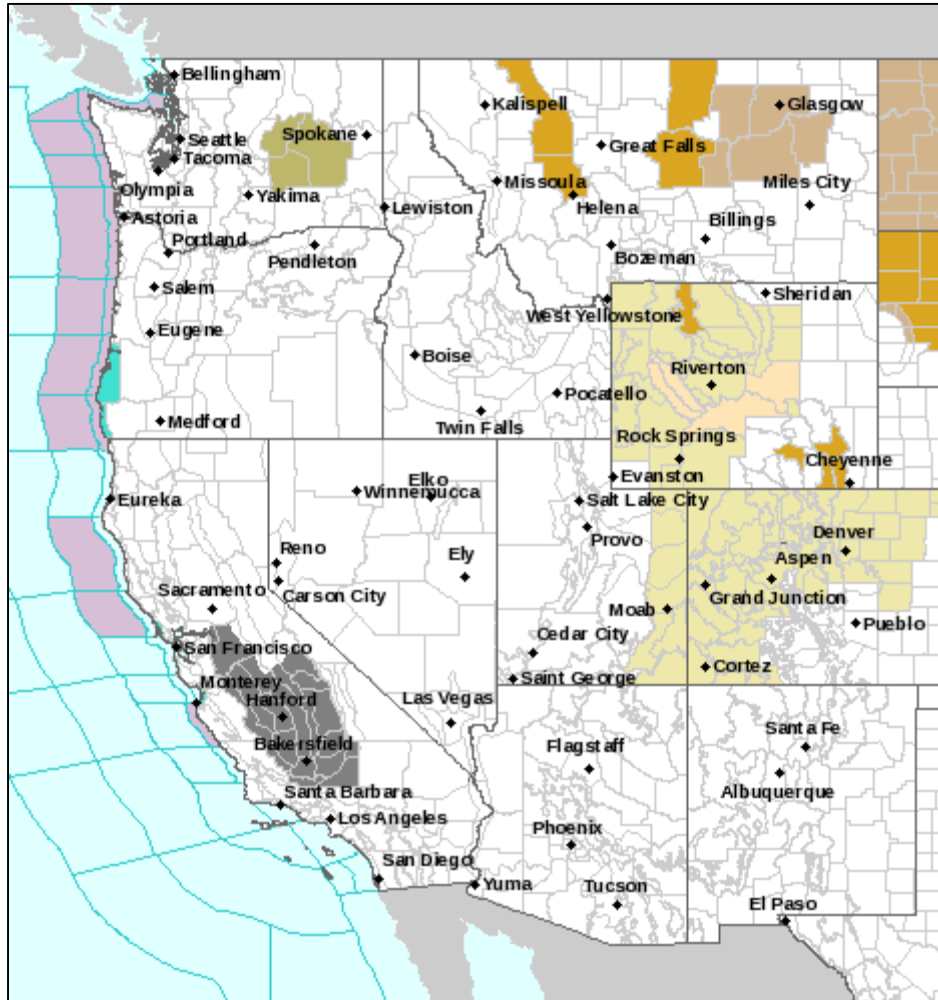 Bellingham
Kalispell
Glasgow
Seattle
Spokane
Great Falls
Tacoma
Olympia
Missoula
Miles City
Yakima
Lewiston
Helena
Astoria
Billings
Portland
Pendleton
Bozeman
Salem
Sheridan
West Yellowstone
Eugene
Boise
Riverton
Pocatello
Medford
Twin Falls
Rock Springs
Cheyenne
Elko
Evanston
Winnemucca
Eureka
Salt Lake City
Denver
Provo
Reno
Ely
Aspen
Sacramento
Carson City
Grand Junction
Moab
Pueblo
Cedar City
San Francisco
Cortez
Saint George
Monterey
Hanford
Las Vegas
Santa Fe
Bakersfield
Flagstaff
Santa Barbara
Albuquerque
Los Angeles
Phoenix
San Diego
Yuma
Tucson
El Paso